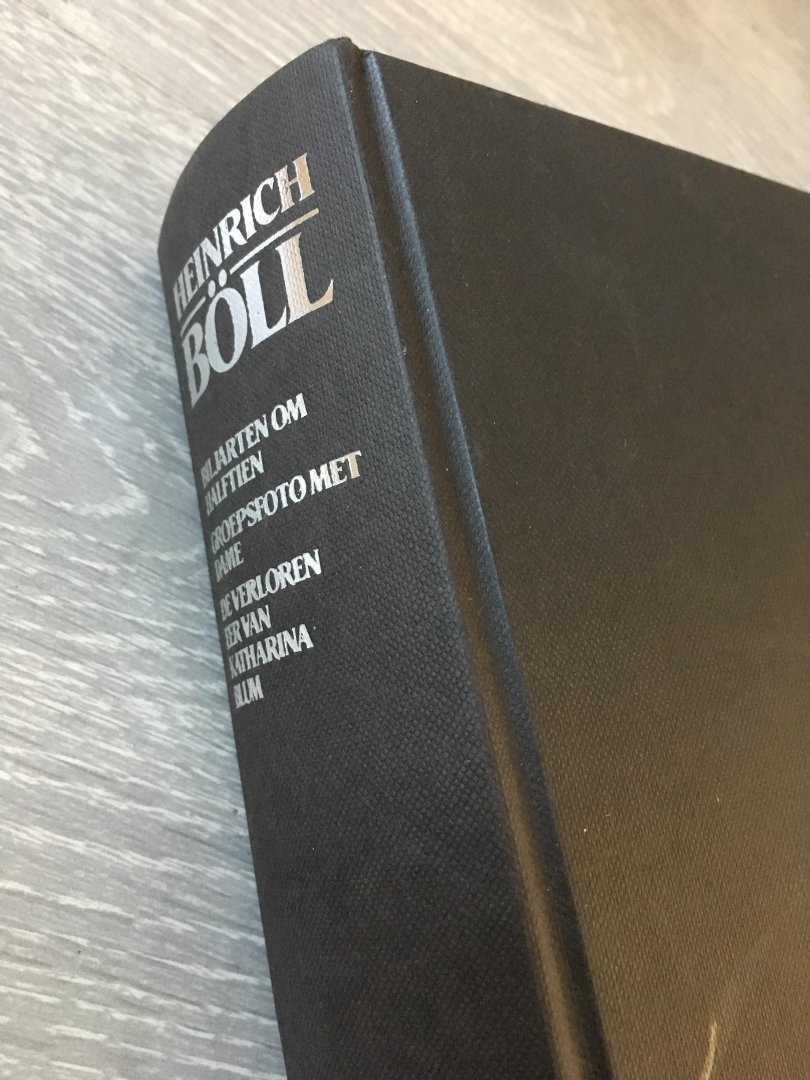 HEINRICH
BÖLL
BILJARTEN OM
HALFTIEN
GROEPSFOTO MET
DAME
DE VERLOREN
EER VAN
KATHARINA
BLUM